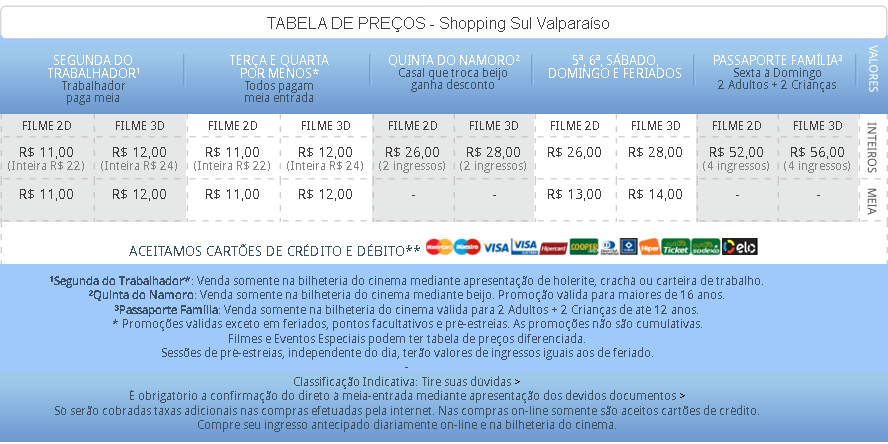 TABELA DE PREÇOS - Shopping Sul Valparaíso
SEGUNDA DO TRABALHADOR¹ Trabalhador paga meia
TERÇA E QUARTA POR MENOS* Todos pagam meia entrada
QUINTA DO NAMORO² Casal que troca beijo ganha desconto
5ª, 6ª, SÁBADO, DOMINGO E FERIADOS
PASSAPORTE FAMÍLIA³ Sexta à Domingo 2 Adultos + 2 Crianças
VALORES
FILME 2D FILME 3D FILME 2D FILME 3D FILME 2D FILME 3D FILME 2D FILME 3D FILME 2D FILME 3D
R$ 11,00 R$ 12,00 R$ 11,00 R$ 12,00 R$ 26,00 R$ 28,00 R$ 26,00 R$ 28,00 R$ 52,00 R$ 56,00 INTEIROS
(Inteira R$ 22) (Inteira R$ 24) (Inteira R$ 22) (Inteira R$ 24) (2 ingressos) (2 ingressos) (4 ingressos) (4 ingressos)
R$ 11,00 R$ 12,00 R$ 11,00 R$ 12,00 - - R$ 13,00 R$ 14,00 - - MEIA
ACEITAMOS CARTÕES DE CRÉDITO E DÉBITO** MasterCard Maestro VISA VISA Hipercard COOPER Diners Hiper Ticket sodexo elo
¹Segunda do Trabalhador*: Venda somente na bilheteria do cinema mediante apresentação de holerite, crachá ou carteira de trabalho.
²Quinta do Namoro: Venda somente na bilheteria do cinema mediante beijo. Promoção válida para maiores de 16 anos.
³Passaporte Família: Venda somente na bilheteria do cinema válida para 2 Adultos + 2 Crianças de até 12 anos.
* Promoções válidas exceto em feriados, pontos facultativos e pré-estreias. As promoções não são cumulativas.
Filmes e Eventos Especiais podem ter tabela de preços diferenciada.
Sessões de pré-estreias, independente do dia, terão valores de ingressos iguais aos de feriado.
-
Classificação Indicativa: Tire suas dúvidas >
É obrigatório a confirmação do direto à meia-entrada mediante apresentação dos devidos documentos >
Só serão cobradas taxas adicionais nas compras efetuadas pela internet. Nas compras on-line somente são aceitos cartões de crédito.
Compre seu ingresso antecipado diariamente on-line e na bilheteria do cinema.